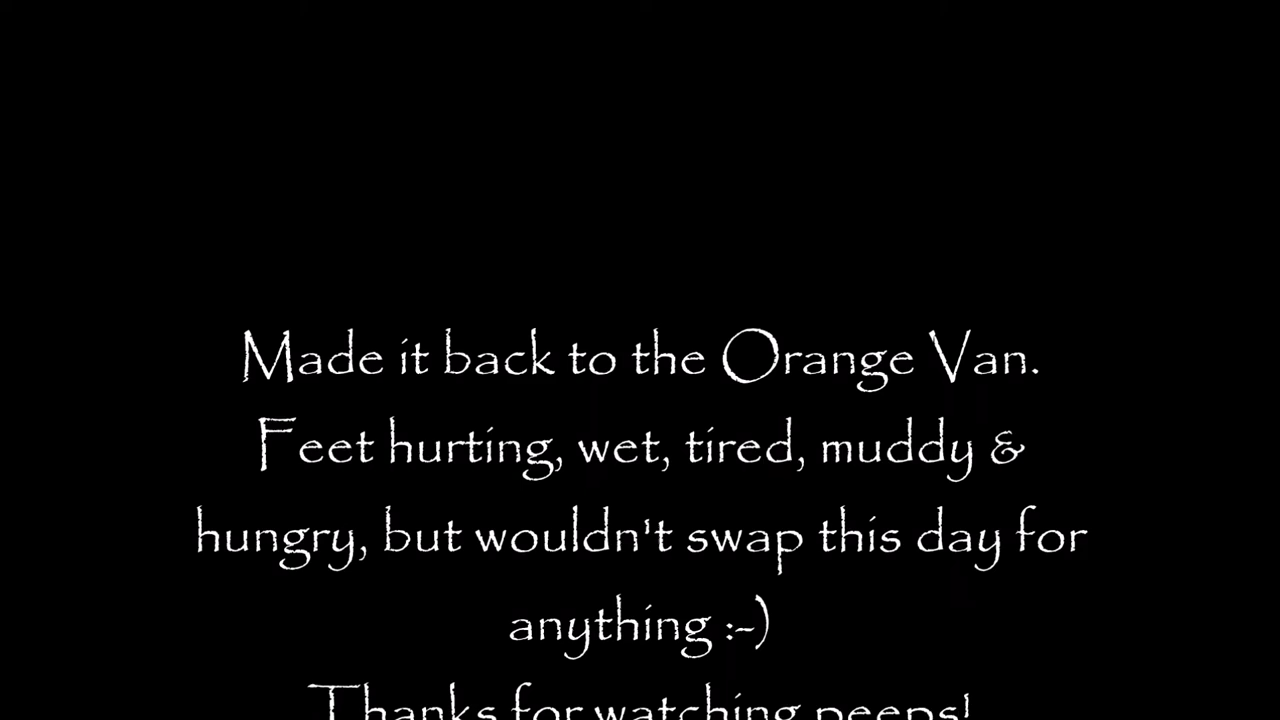 Made it back to the Orange Van.
Feet hurting, wet, tired, muddy &
hungry, but wouldn't swap this day for
anything :-)
Thanks for watching peeps!